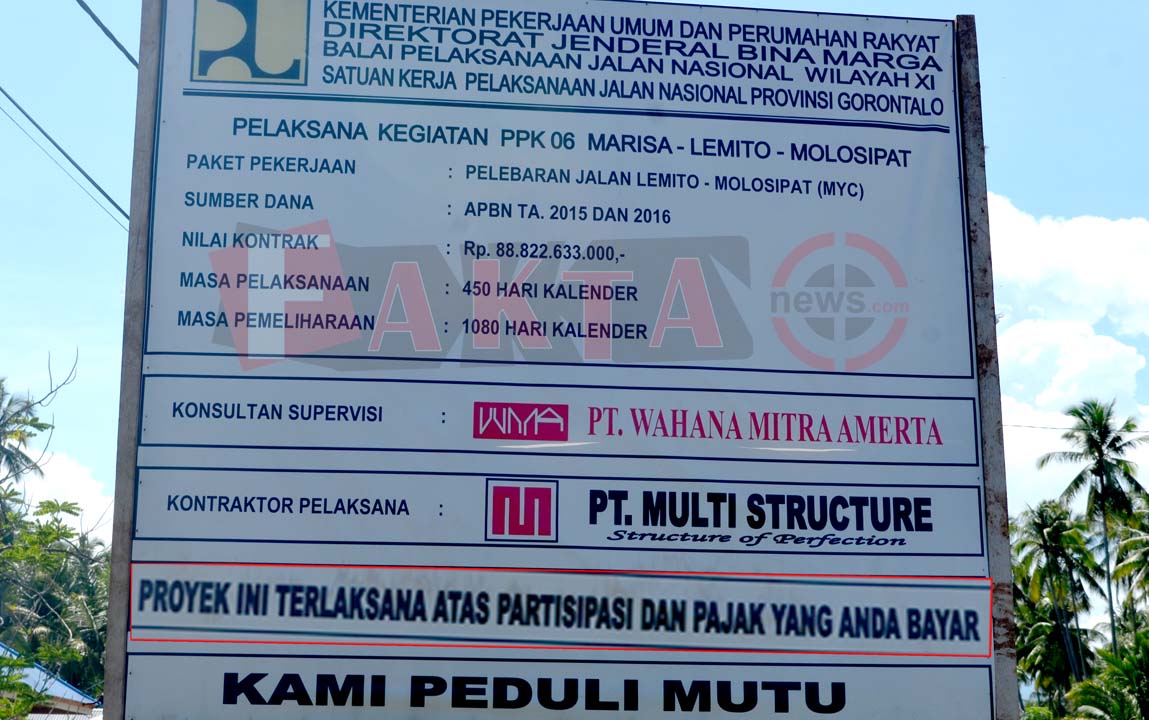 KEMENTERIAN PEKERJAAN UMUM DAN PERUMAHAN RAKYAT
DIREKTORAT JENDERAL BINA MARGA
BALAI PELAKSANAAN JALAN NASIONAL WILAYAH XI
SATUAN KERJA PELAKSANAAN JALAN NASIONAL PROVINSI GORONTALO
PELAKSANA KEGIATAN PPK 06 MARISA - LEMITO - MOLOSIPAT
PAKET PEKERJAAN : PELEBARAN JALAN LEMITO - MOLOSIPAT (MYC)
SUMBER DANA : APBN TA. 2015 DAN 2016
NILAI KONTRAK : Rp. 88.822.633.000,-
MASA PELAKSANAAN : 450 HARI KALENDER
MASA PEMELIHARAAN : 1080 HARI KALENDER
FAKTA news.com
KONSULTAN SUPERVISI : WMA PT. WAHANA MITRA AMERTA
KONTRAKTOR PELAKSANA : PT. MULTI STRUCTURE
Structure of Perfection
PROYEK INI TERLAKSANA ATAS PARTISIPASI DAN PAJAK YANG ANDA BAYAR
KAMI PEDULI MUTU